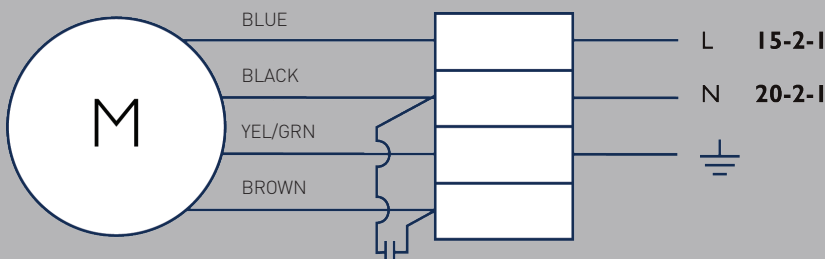 BLUE
L 15-2-1
BLACK
M
N 20-2-1
YEL/GRN
BROWN